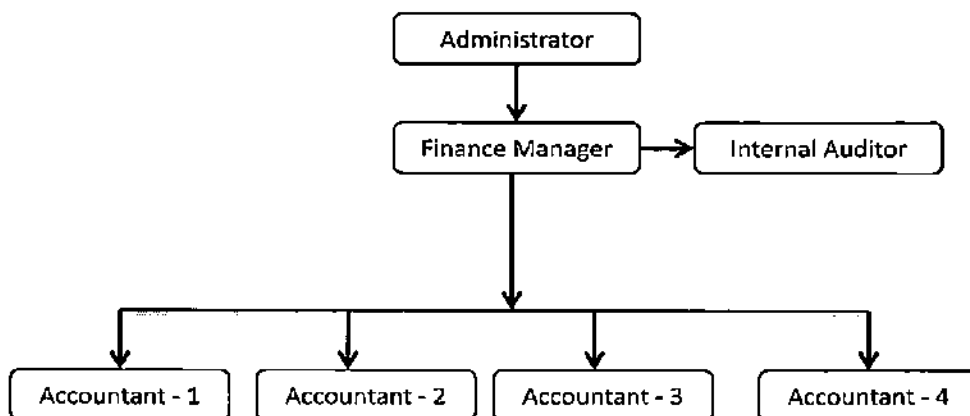 Administrator
Finance Manager
Internal Auditor
Accountant - 1
Accountant - 2
Accountant - 3
Accountant - 4